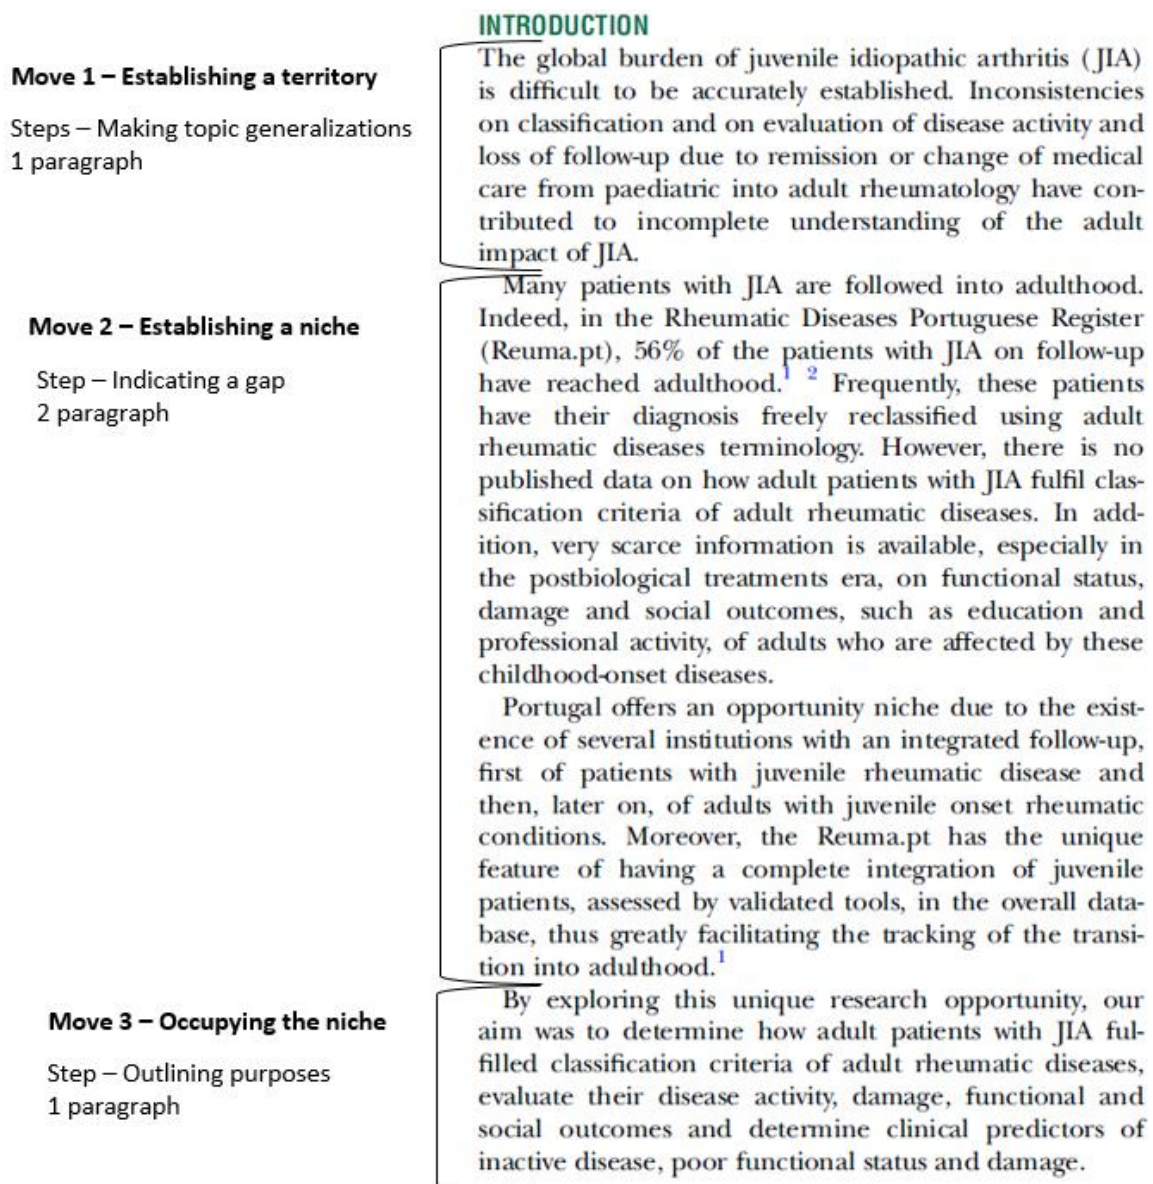 INTRODUCTION
Move 1 – Establishing a territory
Steps – Making topic generalizations
1 paragraph
The global burden of juvenile idiopathic arthritis (JIA)
is difficult to be accurately established. Inconsistencies
on classification and on evaluation of disease activity and
loss of follow-up due to remission or change of medical
care from paediatric into adult rheumatology have con-
tributed to incomplete understanding of the adult
impact of JIA.
Move 2 – Establishing a niche
Step – Indicating a gap
2 paragraph
Many patients with JIA are followed into adulthood.
Indeed, in the Rheumatic Diseases Portuguese Register
(Reuma.pt), 56% of the patients with JIA on follow-up
have reached adulthood.1 2 Frequently, these patients
have their diagnosis freely reclassified using adult
rheumatic diseases terminology. However, there is no
published data on how adult patients with JIA fulfil clas-
sification criteria of adult rheumatic diseases. In add-
ition, very scarce information is available, especially in
the postbiological treatments era, on functional status,
damage and social outcomes, such as education and
professional activity, of adults who are affected by these
childhood-onset diseases.
Portugal offers an opportunity niche due to the exist-
ence of several institutions with an integrated follow-up,
first of patients with juvenile rheumatic disease and
then, later on, of adults with juvenile onset rheumatic
conditions. Moreover, the Reuma.pt has the unique
feature of having a complete integration of juvenile
patients, assessed by validated tools, in the overall data-
base, thus greatly facilitating the tracking of the transi-
tion into adulthood.1
Move 3 – Occupying the niche
Step – Outlining purposes
1 paragraph
By exploring this unique research opportunity, our
aim was to determine how adult patients with JIA ful-
filled classification criteria of adult rheumatic diseases,
evaluate their disease activity, damage, functional and
social outcomes and determine clinical predictors of
inactive disease, poor functional status and damage.